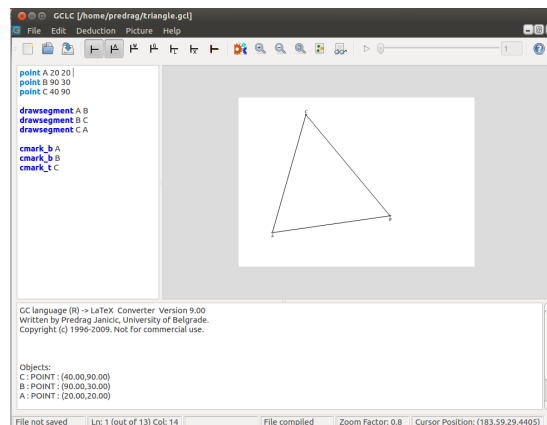 GCLC [/home/predrag/triangle.gcl]
File Edit Deduction Picture Help
1
point A 20 20
point B 90 30
point C 40 90
drawsegment A B
drawsegment B C
drawsegment C A
cmark_b A
cmark_b B
cmark_t C
C
B
A
GC language (R) -> LaTeX Converter Version 9.00
Written by Predrag Janicic, University of Belgrade.
Copyright (c) 1996-2009. Not for commercial use.
Objects:
C : POINT : (40.00,90.00)
B : POINT : (90.00,30.00)
A : POINT : (20.00,20.00)
File not saved Ln: 1 (out of 13) Col: 14 File compiled Zoom Factor: 0.8 Cursor Position: (183.59,29.4405)